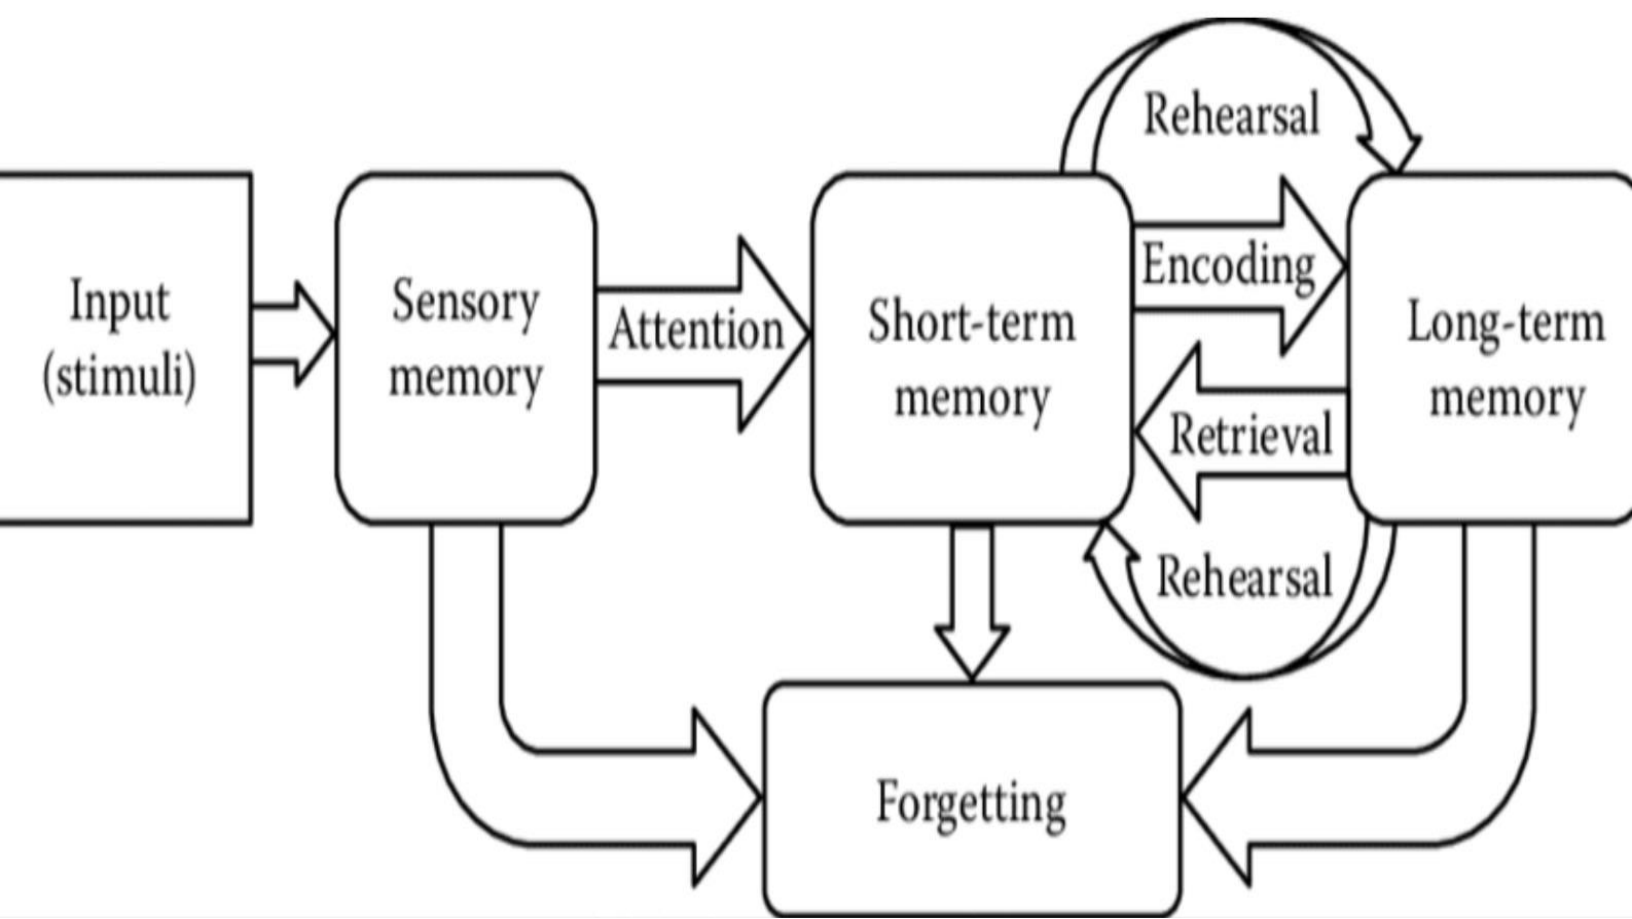 Rehearsal
Input
(stimuli)
Sensory
memory
Attention
Short-term
memory
Encoding
Retrieval
Long-term
memory
Rehearsal
Forgetting